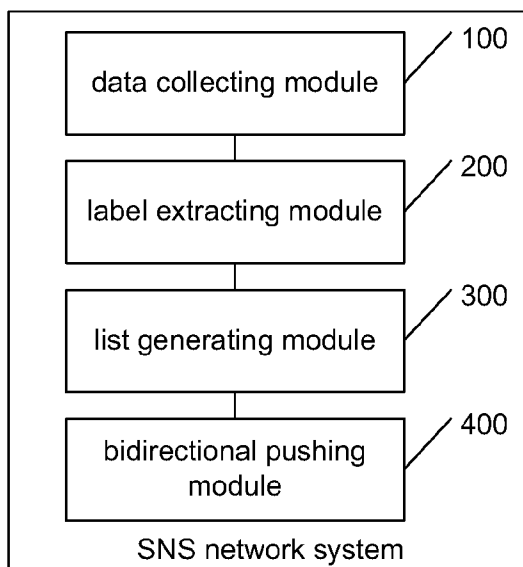 100
data collecting module
200
label extracting module
300
list generating module
400
bidirectional pushing
module
SNS network system